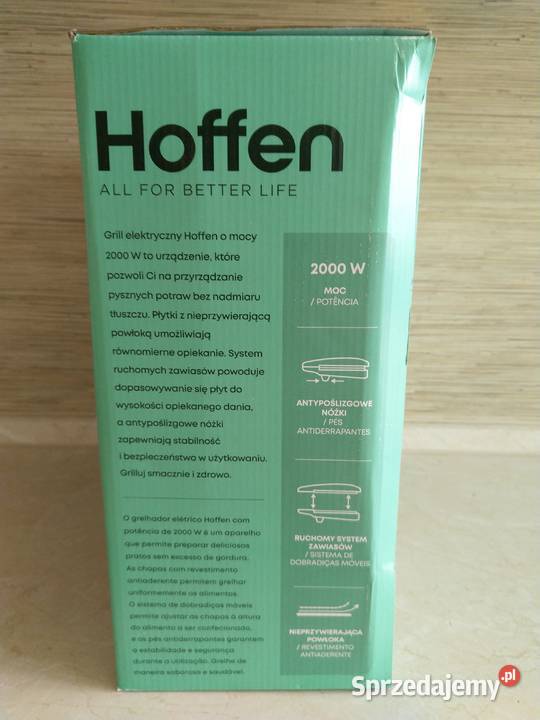 Hoffen
ALL FOR BETTER LIFE
Grill elektryczny Hoffen o mocy
2000 W to urządzenie, które
pozwoli Ci na przyrządzanie
pysznych potraw bez nadmiaru
tłuszczu. Płytki z nieprzywierającą
powłoką umożliwiają
równomierne opiekanie. System
ruchomych zawiasów powoduje
dopasowywanie się płyt do
wysokości opiekanego dania,
a antypoślizgowe nóżki
zapewniają stabilność
i bezpieczeństwo w użytkowaniu.
Grilluj smacznie i zdrowo.
O grelhador elétrico Hoffen com
potência de 2000 W é um aparelho
que permite preparar deliciosos
pratos sem excesso de gordura.
As chapas com revestimento
antiaderente permitem grelhar
uniformemente os alimentos.
O sistema de dobradiças móveis
permite ajustar as chapas à altura
do alimento a ser confecionado,
e os pés antiderrapantes garantem
a estabilidade e segurança
durante a utilização. Grelhe de
maneira saborosa e saudável.
2000 W
MOC
/ POTÊNCIA
ANTYPOŚLIZGOWE
NÓŻKI / PÉS
ANTIDERRAPANTES
RUCHOMY SYSTEM
ZAWIASÓW
/ SISTEMA DE
DOBRADIÇAS MÓVEIS
NIEPRZYWIERAJĄCA
POWŁOKA
/ REVESTIMENTO
ANTIADERENTE
Sprzedajemy.pl